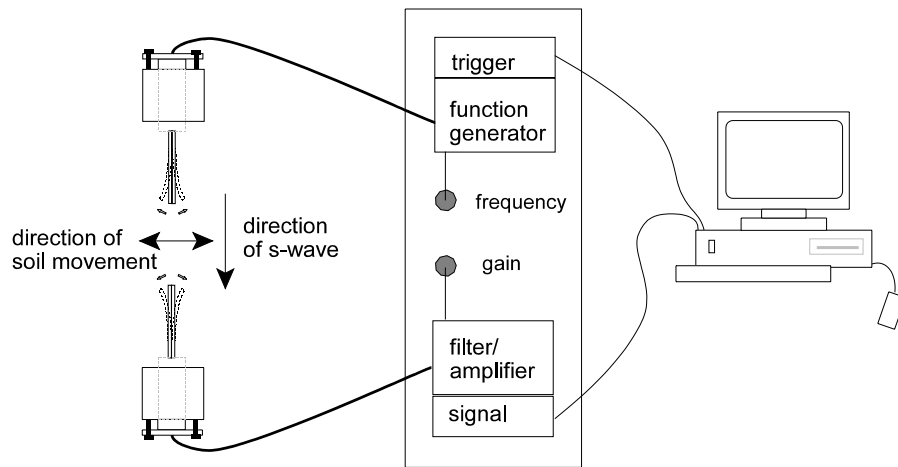 trigger
function
generator
frequency
direction of
soil movement
direction
of s-wave
gain
filter/
amplifier
signal